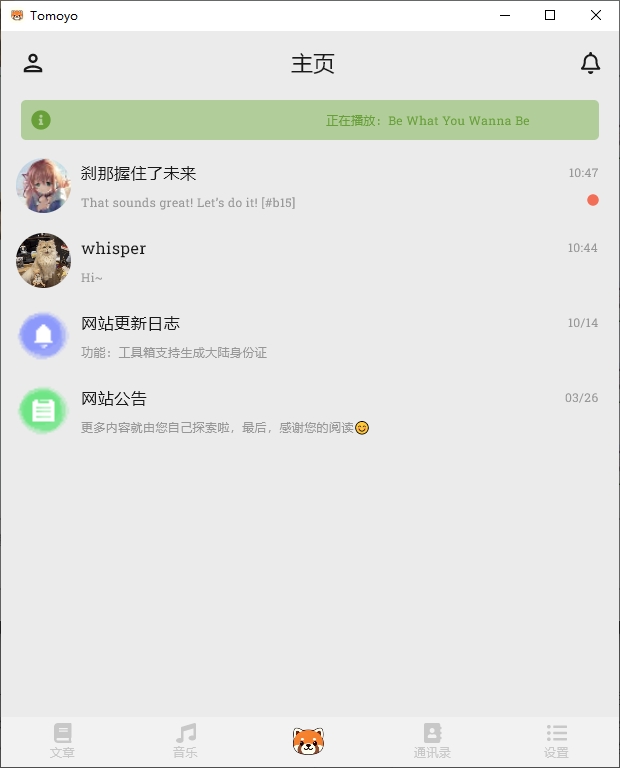 Tomoyo
主页
正在播放：Be What You Wanna Be
刹那握住了未来
10:47
That sounds great! Let's do it! [#b15]
whisper
10:44
Hi~
网站更新日志
10/14
功能：工具箱支持生成大陆身份证
网站公告
03/26
更多内容就由您自己探索啦，最后，感谢您的阅读😊
文章
音乐
通讯录
设置